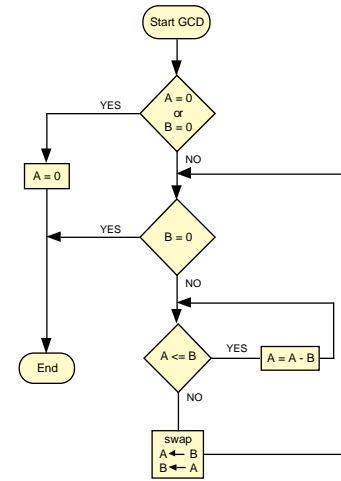 Start GCD
A = 0
or
B = 0
YES
NO
A = 0
B = 0
YES
NO
A <= B
YES
A = A - B
NO
End
swap
A ← B
B ← A